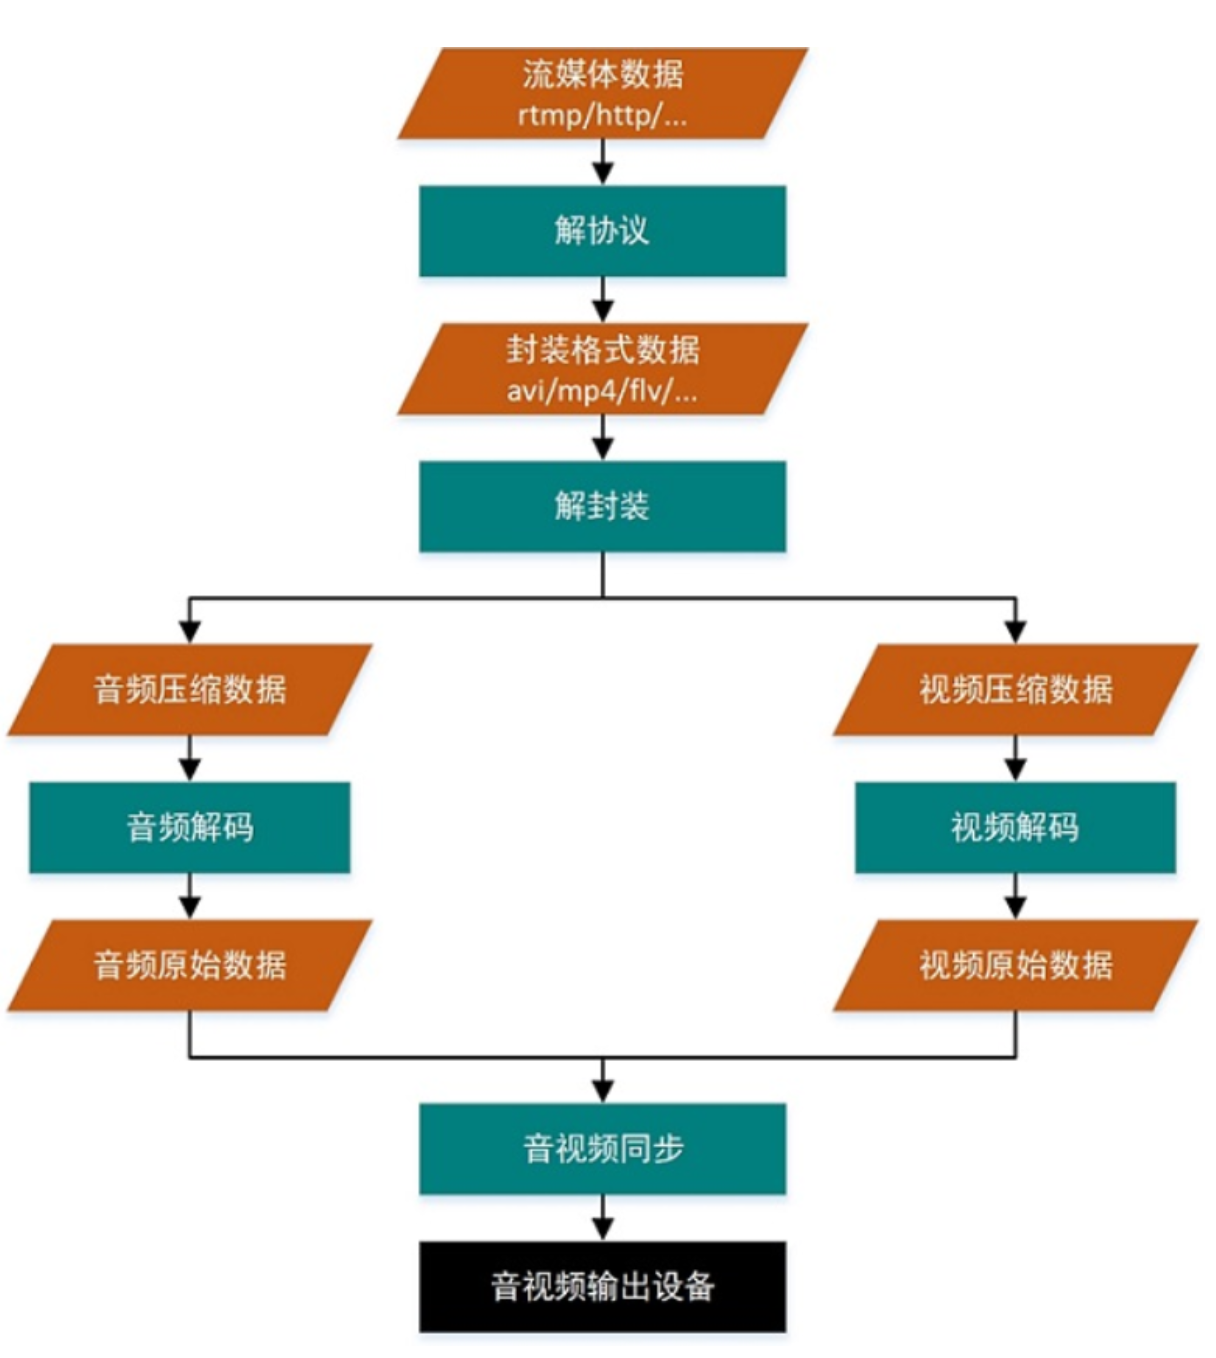 流媒体数据
rtmp/http/...
解协议
封装格式数据
avi/mp4/flv/...
解封装
音频压缩数据
视频压缩数据
音频解码
视频解码
音频原始数据
视频原始数据
音视频同步
音视频输出设备